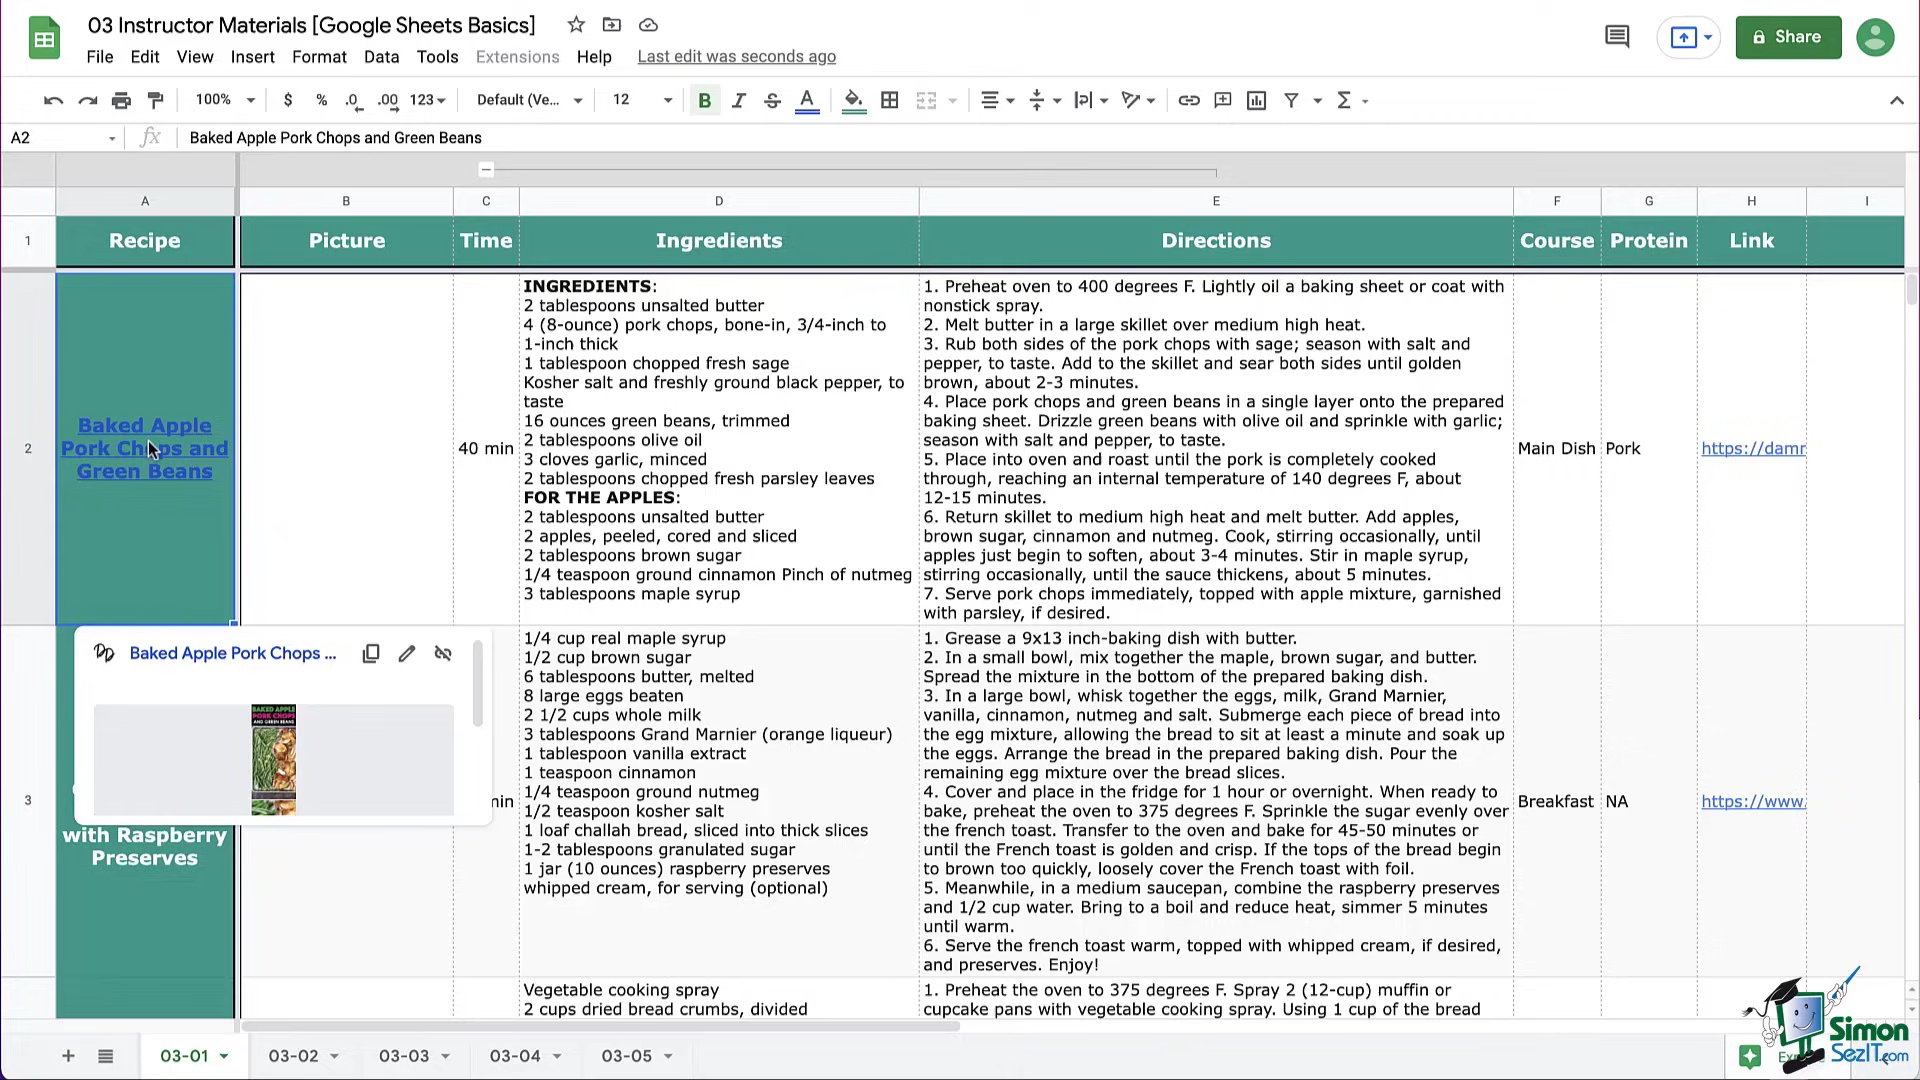 03 Instructor Materials [Google Sheets Basics]
File Edit View Insert Format Data Tools Extensions Help Last edit was seconds ago
Share
100% $ % .0 .00 123 Default (Ve... 12 B I S A Σ
A2 fx Baked Apple Pork Chops and Green Beans
A B C D E F G H I
1 Recipe Picture Time Ingredients Directions Course Protein Link
2
Baked Apple
Pork Chops and
Green Beans
40 min
INGREDIENTS:
2 tablespoons unsalted butter
4 (8-ounce) pork chops, bone-in, 3/4-inch to
1-inch thick
1 tablespoon chopped fresh sage
Kosher salt and freshly ground black pepper, to
taste
16 ounces green beans, trimmed
2 tablespoons olive oil
3 cloves garlic, minced
2 tablespoons chopped fresh parsley leaves
FOR THE APPLES:
2 tablespoons unsalted butter
2 apples, peeled, cored and sliced
2 tablespoons brown sugar
1/4 teaspoon ground cinnamon Pinch of nutmeg
3 tablespoons maple syrup
1. Preheat oven to 400 degrees F. Lightly oil a baking sheet or coat with
nonstick spray.
2. Melt butter in a large skillet over medium high heat.
3. Rub both sides of the pork chops with sage; season with salt and
pepper, to taste. Add to the skillet and sear both sides until golden
brown, about 2-3 minutes.
4. Place pork chops and green beans in a single layer onto the prepared
baking sheet. Drizzle green beans with olive oil and sprinkle with garlic;
season with salt and pepper, to taste.
5. Place into oven and roast until the pork is completely cooked
through, reaching an internal temperature of 140 degrees F, about
12-15 minutes.
6. Return skillet to medium high heat and melt butter. Add apples,
brown sugar, cinnamon and nutmeg. Cook, stirring occasionally, until
apples just begin to soften, about 3-4 minutes. Stir in maple syrup,
stirring occasionally, until the sauce thickens, about 5 minutes.
7. Serve pork chops immediately, topped with apple mixture, garnished
with parsley, if desired.
Main Dish
Pork
https://damr
Baked Apple Pork Chops ...
BAKED APPLE
PORK CHOPS
AND GREEN BEANS
3
with Raspberry
Preserves
min
1/4 cup real maple syrup
1/2 cup brown sugar
6 tablespoons butter, melted
8 large eggs beaten
2 1/2 cups whole milk
3 tablespoons Grand Marnier (orange liqueur)
1 tablespoon vanilla extract
1 teaspoon cinnamon
1/4 teaspoon ground nutmeg
1/2 teaspoon kosher salt
1 loaf challah bread, sliced into thick slices
1-2 tablespoons granulated sugar
1 jar (10 ounces) raspberry preserves
whipped cream, for serving (optional)
1. Grease a 9x13 inch-baking dish with butter.
2. In a small bowl, mix together the maple, brown sugar, and butter.
Spread the mixture in the bottom of the prepared baking dish.
3. In a large bowl, whisk together the eggs, milk, Grand Marnier,
vanilla, cinnamon, nutmeg and salt. Submerge each piece of bread into
the egg mixture, allowing the bread to sit at least a minute and soak up
the eggs. Arrange the bread in the prepared baking dish. Pour the
remaining egg mixture over the bread slices.
4. Cover and place in the fridge for 1 hour or overnight. When ready to
bake, preheat the oven to 375 degrees F. Sprinkle the sugar evenly over
the french toast. Transfer to the oven and bake for 45-50 minutes or
until the French toast is golden and crisp. If the tops of the bread begin
to brown too quickly, loosely cover the French toast with foil.
5. Meanwhile, in a medium saucepan, combine the raspberry preserves
and 1/2 cup water. Bring to a boil and reduce heat, simmer 5 minutes
until warm.
6. Serve the french toast warm, topped with whipped cream, if desired,
and preserves. Enjoy!
Breakfast
NA
https://www.
Vegetable cooking spray
2 cups dried bread crumbs, divided
1. Preheat the oven to 375 degrees F. Spray 2 (12-cup) muffin or
cupcake pans with vegetable cooking spray. Using 1 cup of the bread
03-01 03-02 03-03 03-04 03-05
Simon
SezIT.com